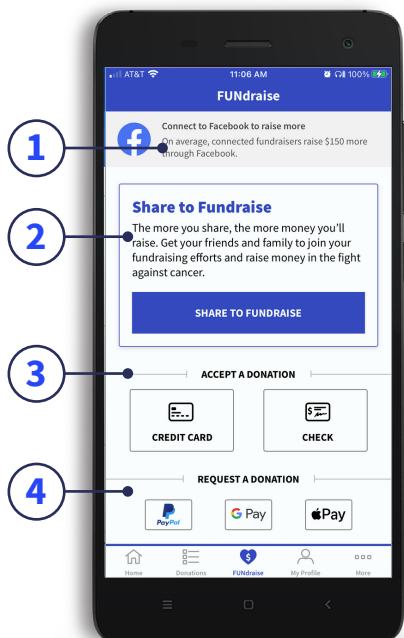 AT&T 11:06 AM 100%
FUNdraise
1
Connect to Facebook to raise more
On average, connected fundraisers raise $150 more
through Facebook.
2
Share to Fundraise
The more you share, the more money you'll
raise. Get your friends and family to join your
fundraising efforts and raise money in the fight
against cancer.
SHARE TO FUNDRAISE
3
ACCEPT A DONATION
CREDIT CARD CHECK
4
REQUEST A DONATION
PayPal G Pay Pay
Home Donations FUNdraise My Profile More